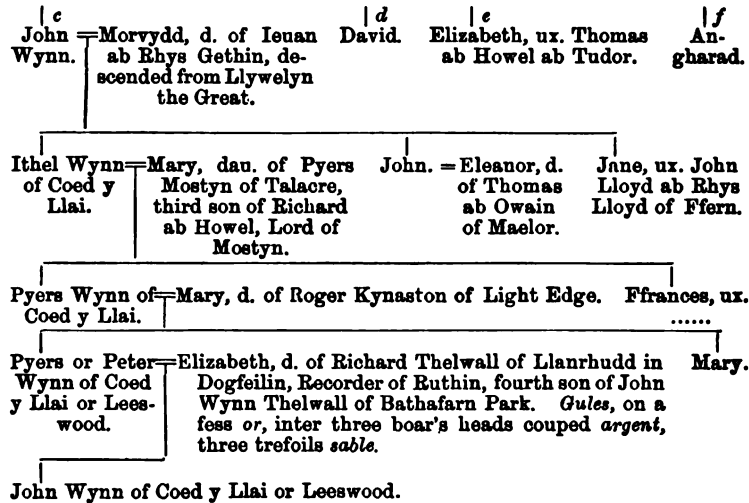 c d e f
John = Morvydd, d. of Ieuan David. Elizabeth, ux. Thomas An-
Wynn. ab Rhys Gethin, de- ab Howel ab Tudor. gharad.
scended from Llywelyn
the Great.
Ithel Wynn=Mary, dau. of Pyers John. = Eleanor, d. Jane, ux. John
of Coed y Mostyn of Talacre, of Thomas Lloyd ab Rhys
Llai. third son of Richard ab Owain Lloyd of Ffern.
ab Howel, Lord of of Maelor.
Mostyn.
Pyers Wynn of=Mary, d. of Roger Kynaston of Light Edge. Ffrances, ux.
Coed y Llai. ......
Pyers or Peter=Elizabeth, d. of Richard Thelwall of Llanrhudd in Mary.
Wynn of Coed Dogfeilin, Recorder of Ruthin, fourth son of John
y Llai or Lees- Wynn Thelwall of Bathafarn Park. Gules, on a
wood. fess or, inter three boar's heads couped argent,
three trefoils sable.
John Wynn of Coed y Llai or Leeswood.